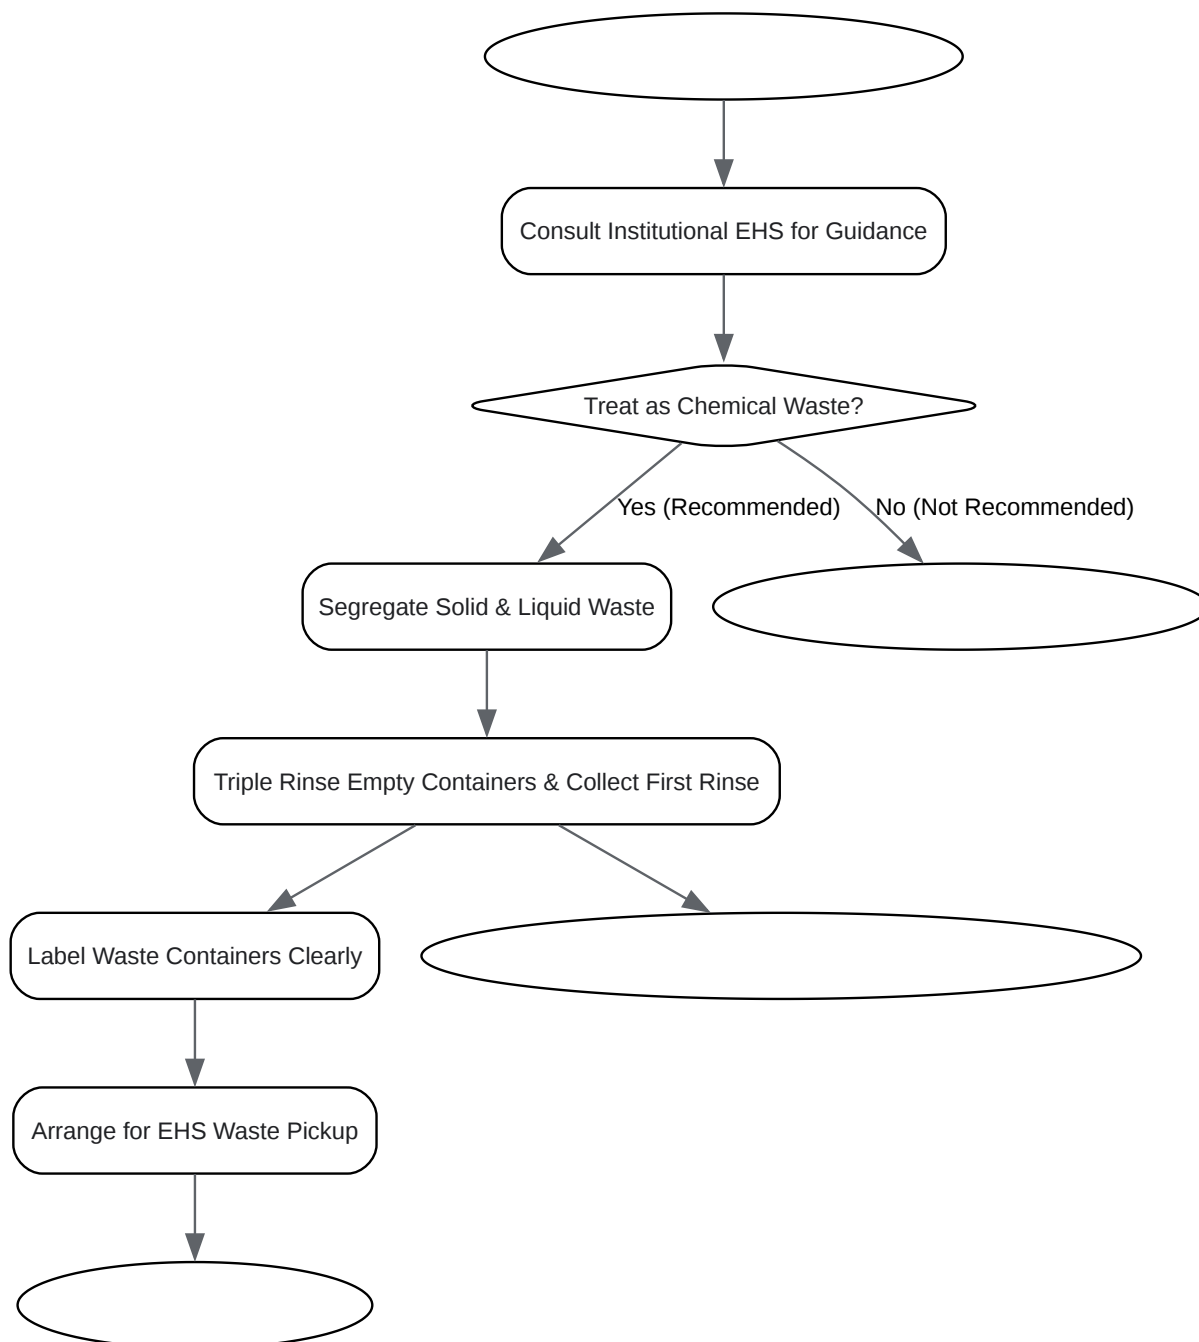 Consult Institutional EHS for Guidance
Treat as Chemical Waste?
Yes (Recommended)
No (Not Recommended)
Segregate Solid & Liquid Waste
Triple Rinse Empty Containers & Collect First Rinse
Label Waste Containers Clearly
Arrange for EHS Waste Pickup